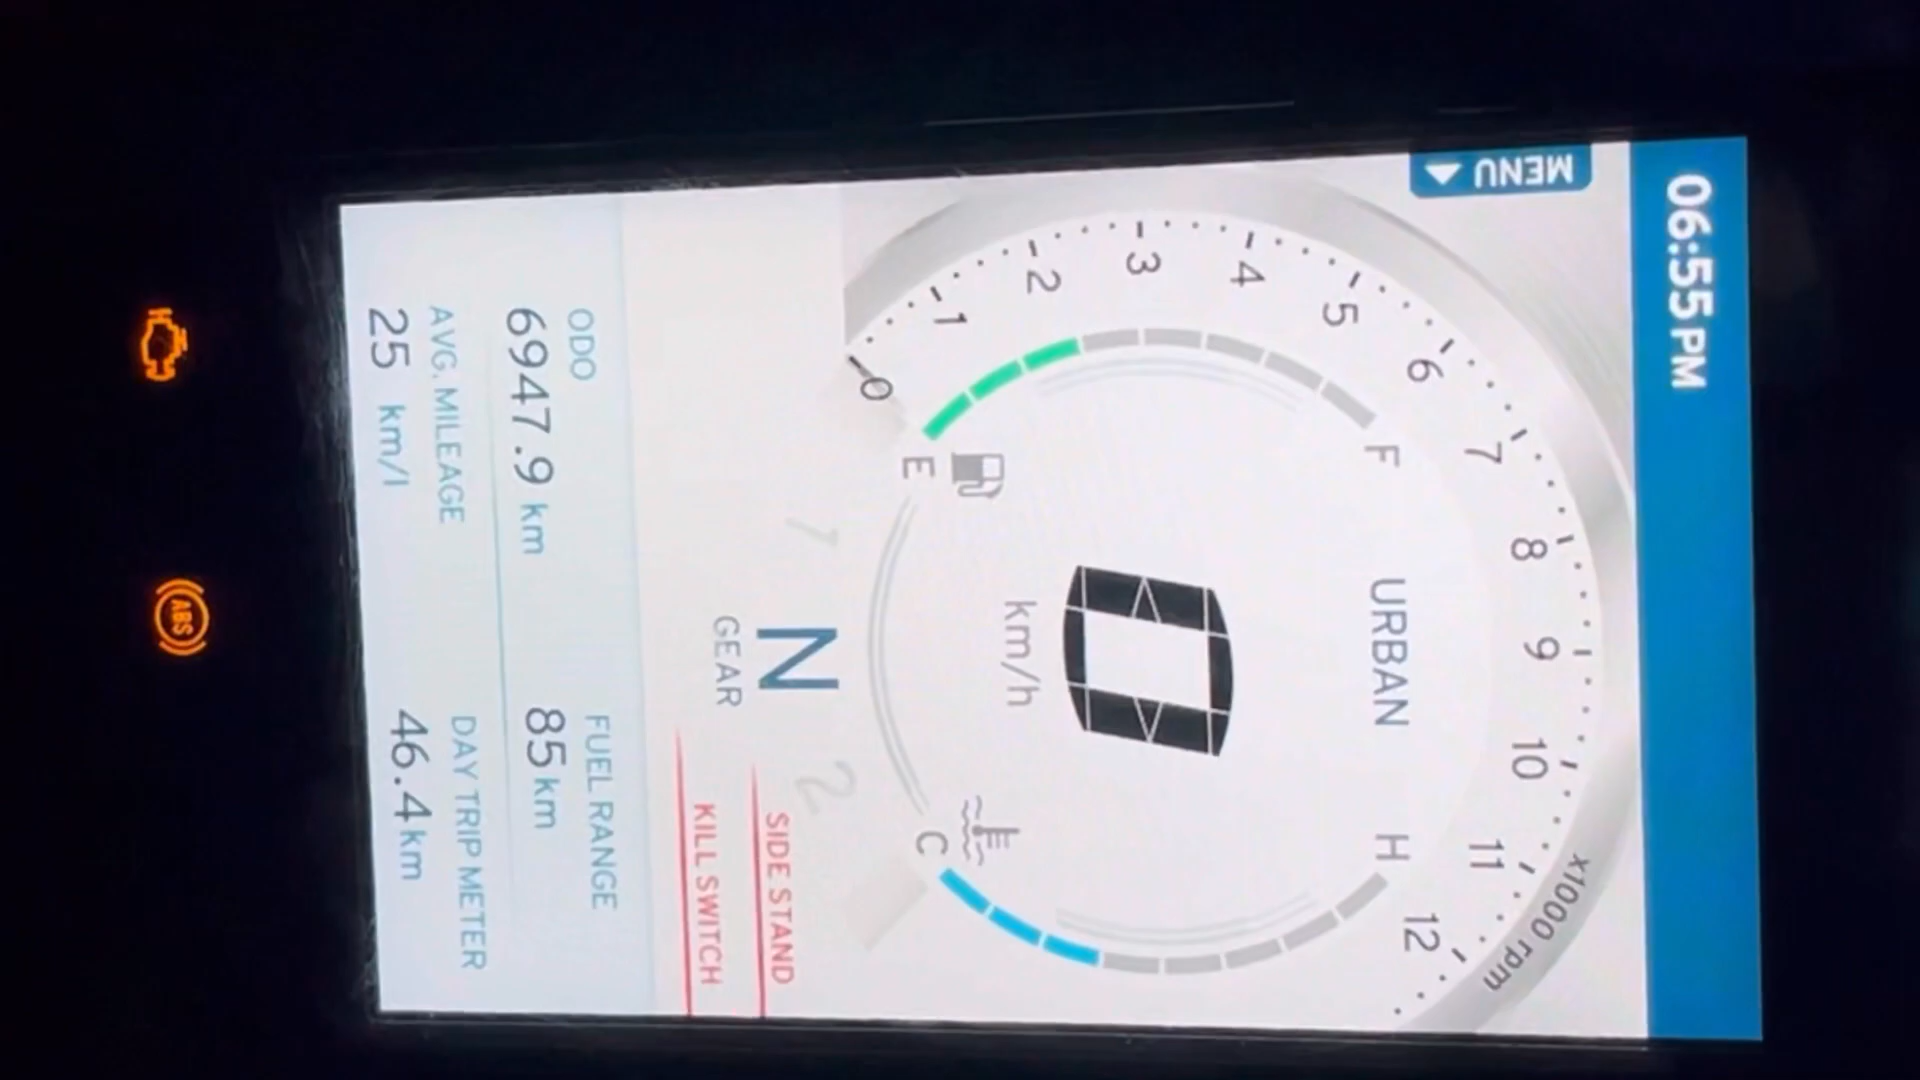 06:55 PM
MENU
x1000 rpm
0
1
2
3
4
5
6
7
8
9
10
11
12
URBAN
F
H
0
km/h
E
C
1
N
2
GEAR
SIDE STAND
KILL SWITCH
ODO
FUEL RANGE
6947.9 km
85 km
AVG. MILEAGE
DAY TRIP METER
25 km/l
46.4 km
ABS